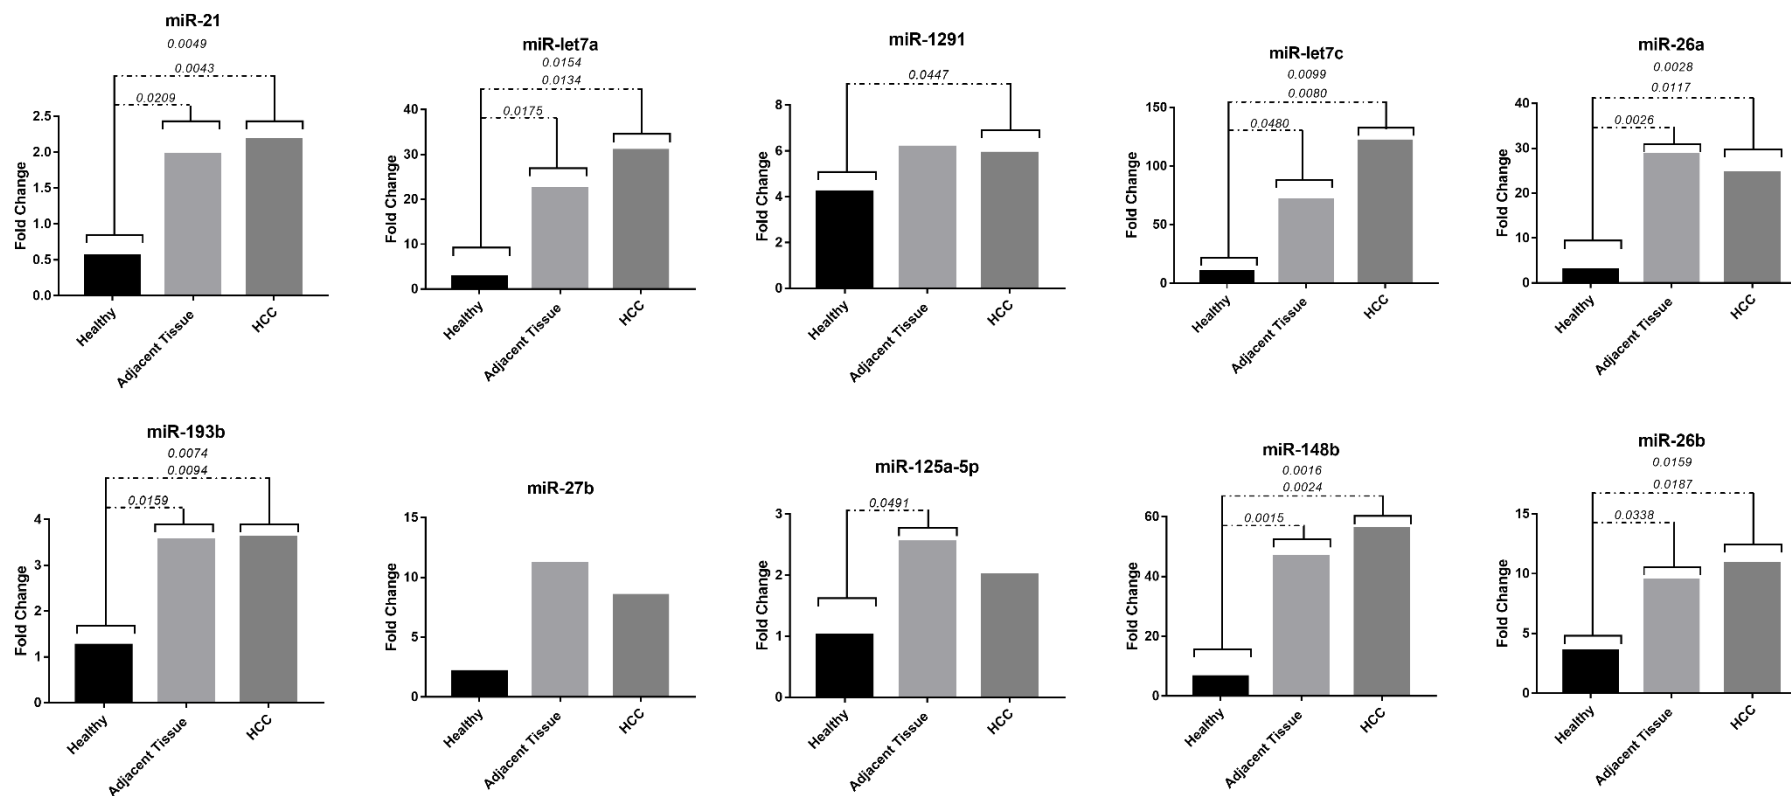 miR-21
0.0049
0.0043
0.0209
Fold Change
2.5
2.0
1.5
1.0
0.5
0.0
Healthy
Adjacent Tissue
HCC
miR-let7a
0.0154
0.0134
0.0175
Fold Change
40
30
20
10
0
Healthy
Adjacent Tissue
HCC
miR-1291
0.0447
Fold Change
8
6
4
2
0
Healthy
Adjacent Tissue
HCC
miR-let7c
0.0099
0.0080
0.0480
Fold Change
150
100
50
0
Healthy
Adjacent Tissue
HCC
miR-26a
0.0028
0.0117
0.0026
Fold Change
40
30
20
10
0
Healthy
Adjacent Tissue
HCC
miR-193b
0.0074
0.0094
0.0159
Fold Change
4
3
2
1
0
Healthy
Adjacent Tissue
HCC
miR-27b
Fold Change
15
10
5
0
Healthy
Adjacent Tissue
HCC
miR-125a-5p
0.0491
Fold Change
3
2
1
0
Healthy
Adjacent Tissue
HCC
miR-148b
0.0016
0.0024
0.0015
Fold Change
60
40
20
0
Healthy
Adjacent Tissue
HCC
miR-26b
0.0159
0.0187
0.0338
Fold Change
15
10
5
0
Healthy
Adjacent Tissue
HCC